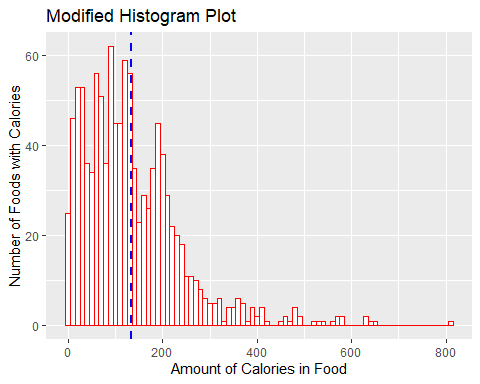 Modified Histogram Plot
Number of Foods with Calories
60
40
20
0
0 200 400 600 800
Amount of Calories in Food